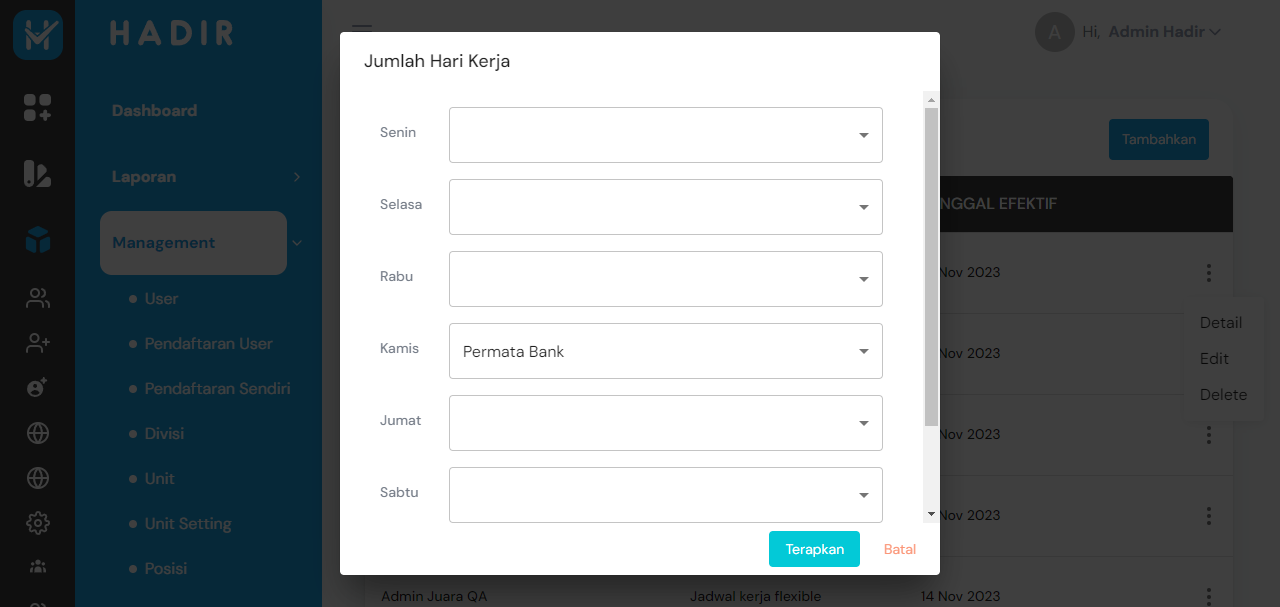 HADIR
Hi, Admin Hadir
A
Dashboard
Laporan
Management
User
Pendaftaran User
Pendaftaran Sendiri
Divisi
Unit
Unit Setting
Posisi
Jumlah Hari Kerja
Senin
Selasa
Rabu
Kamis
Permata Bank
Jumat
Sabtu
Terapkan
Batal
Tambahkan
NGGAL EFEKTIF
Nov 2023
Nov 2023
Nov 2023
Nov 2023
Detail
Edit
Delete
Admin Juara QA
Jadwal kerja flexible
14 Nov 2023